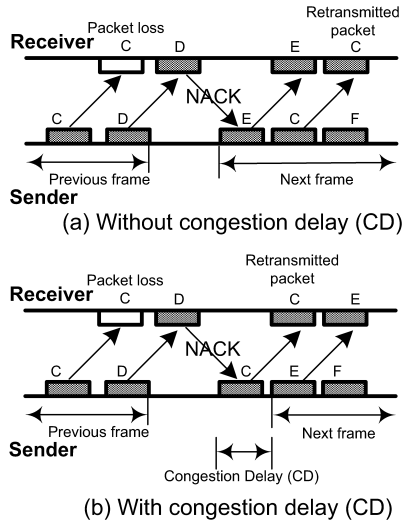 Retransmitted
packet
Packet loss
Receiver C D E C
NACK
C D E C F
Previous frame Next frame
Sender
(a) Without congestion delay (CD)
Retransmitted
packet
Packet loss
Receiver C D C E
NACK
C D C E F
Previous frame Next frame
Sender
Congestion Delay (CD)
(b) With congestion delay (CD)